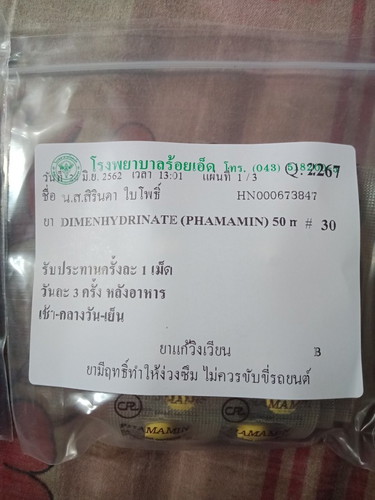 โรงพยาบาลร้อยเอ็ด โทร. (043) Q. 2267
วันที่ มิ.ย. 2562 เวลา 13:01 แผ่นที่ 1 / 3
ชื่อ น.ส.สิรินดา ใบโพธิ์ HN000673847
ยา DIMENHYDRINATE (PHAMAMIN) 50 ก # 30
รับประทานครั้งละ 1 เม็ด
วันละ 3 ครั้ง หลังอาหาร
เช้า-กลางวัน-เย็น
ยาแก้วิงเวียน B
ยามีฤทธิ์ทำให้ง่วงซึม ไม่ควรขับขี่รถยนต์
CPL MAMIN MAMIN
PHAMAMIN PHAMAMIN